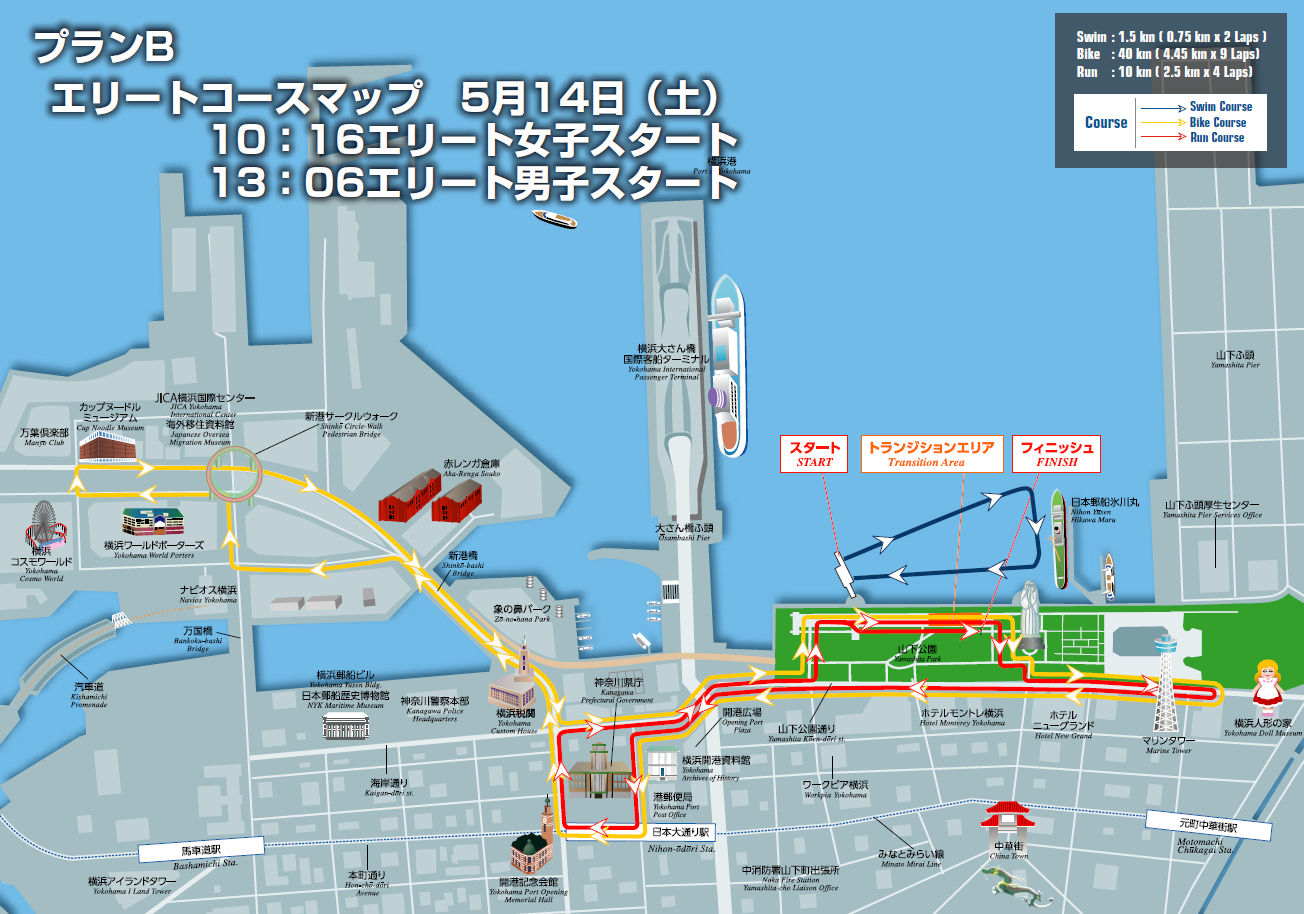 プランB
エリートコースマップ　5月14日（土）
10：16エリート女子スタート
13：06エリート男子スタート
Swim : 1.5 km ( 0.75 km x 2 Laps )
Bike : 40 km ( 4.45 km x 9 Laps)
Run : 10 km ( 2.5 km x 4 Laps)
Course
Swim Course
Bike Course
Run Course
横浜港
横浜大さん橋
国際客船ターミナル
Yokohama International
Passenger Terminal
山下ふ頭
Yamashita Pier
JICA横浜国際センター
JICA Yokohama
International Center
海外移住資料館
Japanese Oversea
Migration Museum
カップヌードル
ミュージアム
Cup Noodle Museum
万葉倶楽部
Manyo Club
新港サークルウォーク
Shinkō Circle-Walk
Pedestrian Bridge
赤レンガ倉庫
Aka-Renga Souko
スタート
START
トランジションエリア
Transition Area
フィニッシュ
FINISH
日本郵船氷川丸
Nihon Yusen
Hikawa Maru
山下ふ頭厚生センター
Yamashita Pier Services Office
大さん橋ふ頭
Ōsanbashi Pier
横浜
コスモワールド
Yokohama
Cosmo World
横浜ワールドポーターズ
Yokohama World Porters
新港橋
Shinkō-bashi
Bridge
ナビオス横浜
Navios Yokohama
象の鼻パーク
Zō-no-hana Park
万国橋
Bankoku-bashi
Bridge
山下公園
Yamashita Park
汽車道
Kishamichi
Promenade
横浜郵船ビル
Yokohama Yusen Bldg.
日本郵船歴史博物館
NYK Maritime Museum
神奈川警察本部
Kanagawa Police
Headquarters
横浜税関
Yokohama
Custom House
神奈川県庁
Kanagawa
Prefectural Government
開港広場
Opening Port
Plaza
山下公園通り
Yamashita Kōen-dōri st.
ホテルモントレ横浜
Hotel Monterey Yokohama
ホテル
ニューグランド
Hotel New Grand
マリンタワー
Marine Tower
横浜人形の家
Yokohama Doll Museum
横浜開港資料館
Yokohama
Archives of History
海岸通り
Kaigan-dōri st.
ワークピア横浜
Workpia Yokohama
港郵便局
Yokohama Port
Post Office
日本大通り駅
Nihon-ōdōri Sta.
馬車道駅
Bashamichi Sta.
元町中華街駅
Motomachi
Chūkagai Sta.
みなとみらい線
Minato Mirai Line
中華街
China Town
横浜アイランドタワー
Yokohama I Land Tower
本町通り
Hon-chō-dōri
Avenue
開港記念会館
Yokohama Port Opening
Memorial Hall
中消防署山下町出張所
Naka Fire Station
Yamashita-cho Liaison Office